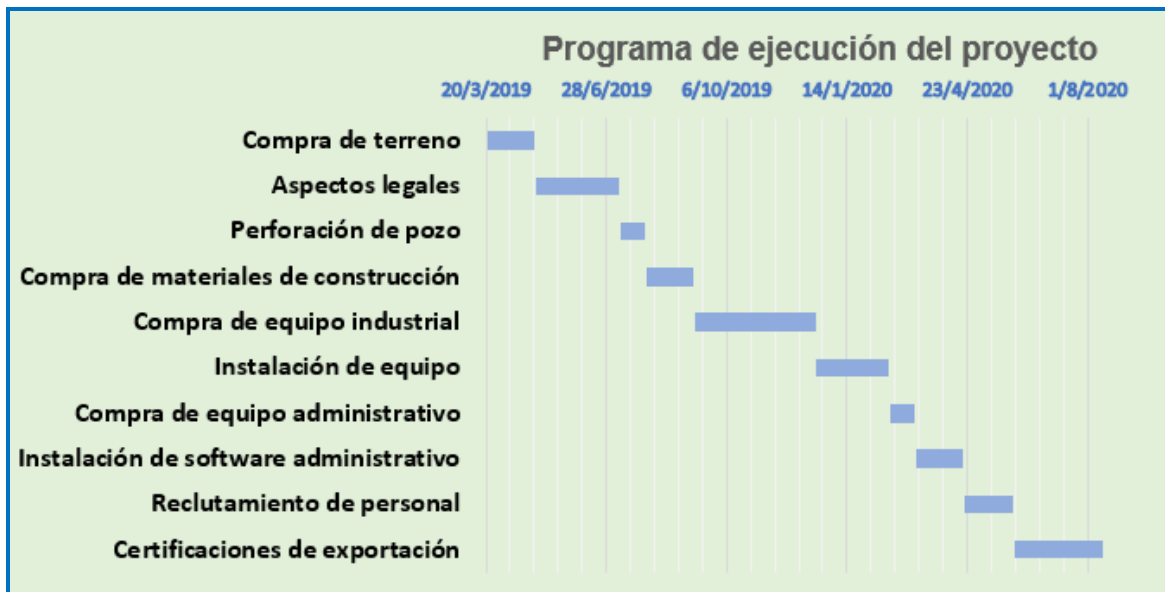 Programa de ejecución del proyecto
20/3/2019 28/6/2019 6/10/2019 14/1/2020 23/4/2020 1/8/2020
Compra de terreno
Aspectos legales
Perforación de pozo
Compra de materiales de construcción
Compra de equipo industrial
Instalación de equipo
Compra de equipo administrativo
Instalación de software administrativo
Reclutamiento de personal
Certificaciones de exportación